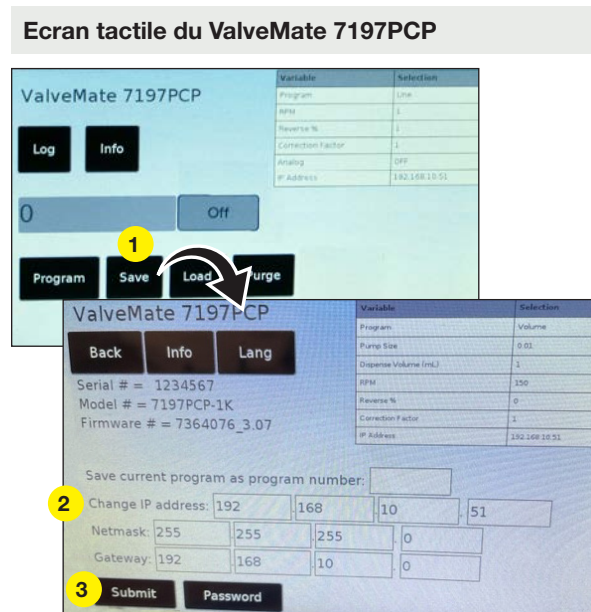 Ecran tactile du ValveMate 7197PCP
ValveMate 7197PCP
Log
Info
Variable Selection
Program Line
RPM 1
Reverse % 1
Correction Factor 1
Analog OFF
IP Address 192.168.10.51
0
Off
1
Program
Save
Load
Purge
ValveMate 7197PCP
Back
Info
Lang
Serial # = 1234567
Model # = 7197PCP-1K
Firmware # = 7364076_3.07
Variable Selection
Program Volume
Pump Size 0.01
Dispense Volume (mL) 1
RPM 150
Reverse % 0
Correction Factor 1
IP Address 192.168.10.51
Save current program as program number:
2
Change IP address: 192 . 168 . 10 . 51
Netmask: 255 . 255 . 255 . 0
Gateway: 192 . 168 . 10 . 0
3
Submit
Password